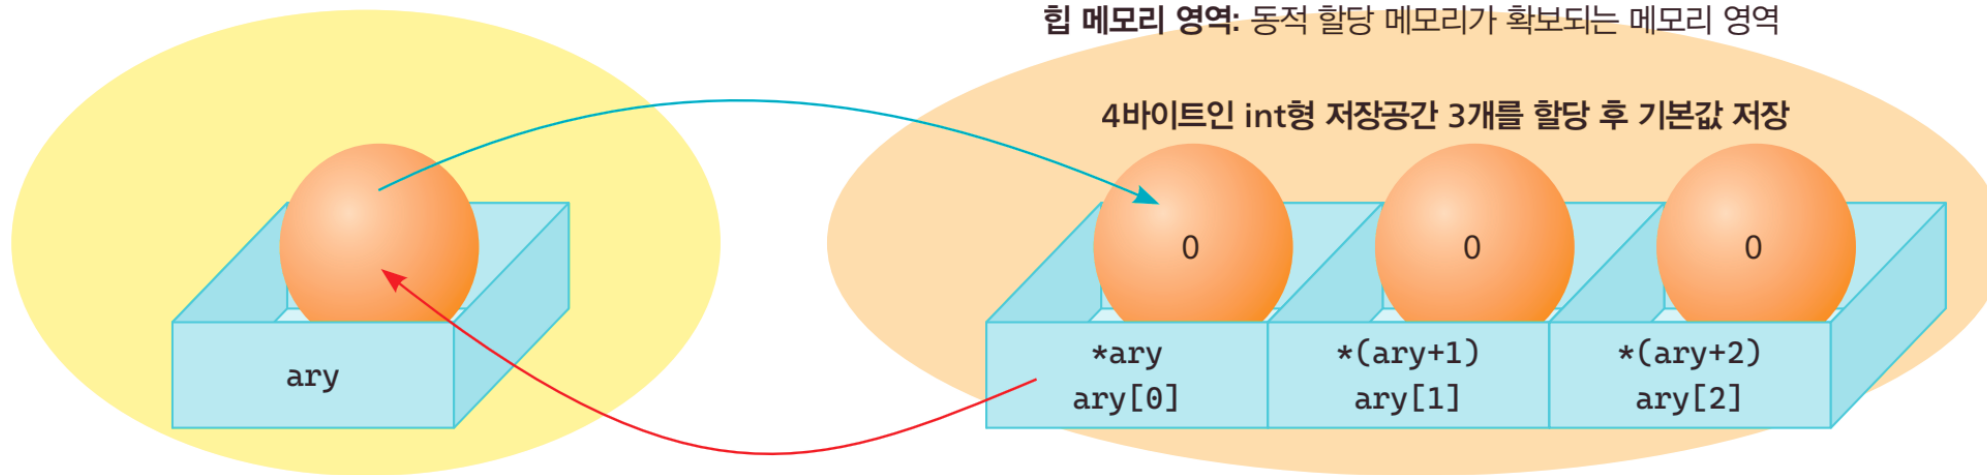 힙 메모리 영역: 동적 할당 메모리가 확보되는 메모리 영역
4바이트인 int형 저장공간 3개를 할당 후 기본값 저장
0 0 0
ary
*ary *(ary+1) *(ary+2)
ary[0] ary[1] ary[2]